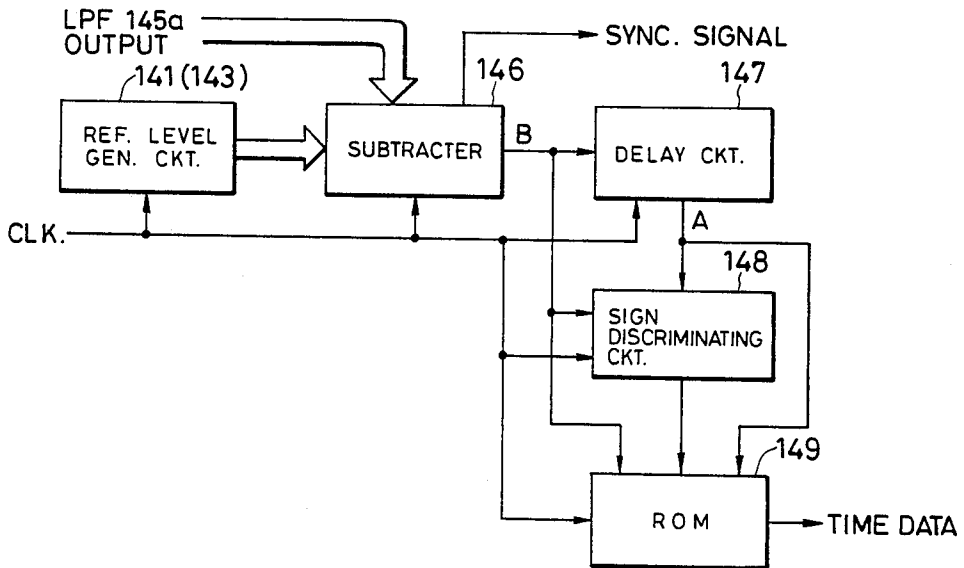 LPF 145a
OUTPUT
SYNC. SIGNAL
141(143)
146
147
REF. LEVEL
GEN. CKT.
SUBTRACTER
B
DELAY CKT.
A
CLK.
148
SIGN
DISCRIMINATING
CKT.
149
ROM
TIME DATA